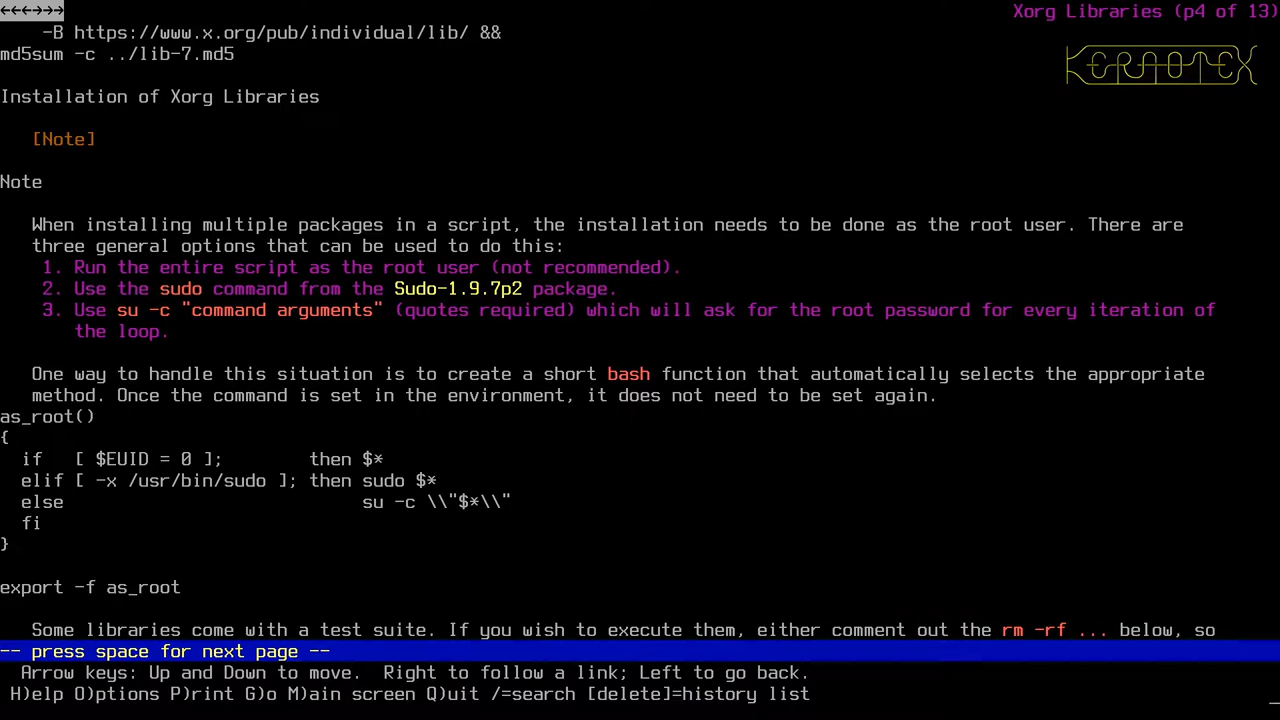 ←←←→→→ Xorg Libraries (p4 of 13)
-B https://www.x.org/pub/individual/lib/ &&
md5sum -c ../lib-7.md5
KERAOTEX
Installation of Xorg Libraries
[Note]
Note
When installing multiple packages in a script, the installation needs to be done as the root user. There are
three general options that can be used to do this:
1. Run the entire script as the root user (not recommended).
2. Use the sudo command from the Sudo-1.9.7p2 package.
3. Use su -c "command arguments" (quotes required) which will ask for the root password for every iteration of
the loop.
One way to handle this situation is to create a short bash function that automatically selects the appropriate
method. Once the command is set in the environment, it does not need to be set again.
as_root()
{
if [ $EUID = 0 ]; then $*
elif [ -x /usr/bin/sudo ]; then sudo $*
else su -c \\"$*\\"
fi
}
export -f as_root
Some libraries come with a test suite. If you wish to execute them, either comment out the rm -rf ... below, so
-- press space for next page --
Arrow keys: Up and Down to move. Right to follow a link; Left to go back.
H)elp O)ptions P)rint G)o M)ain screen Q)uit /=search [delete]=history list